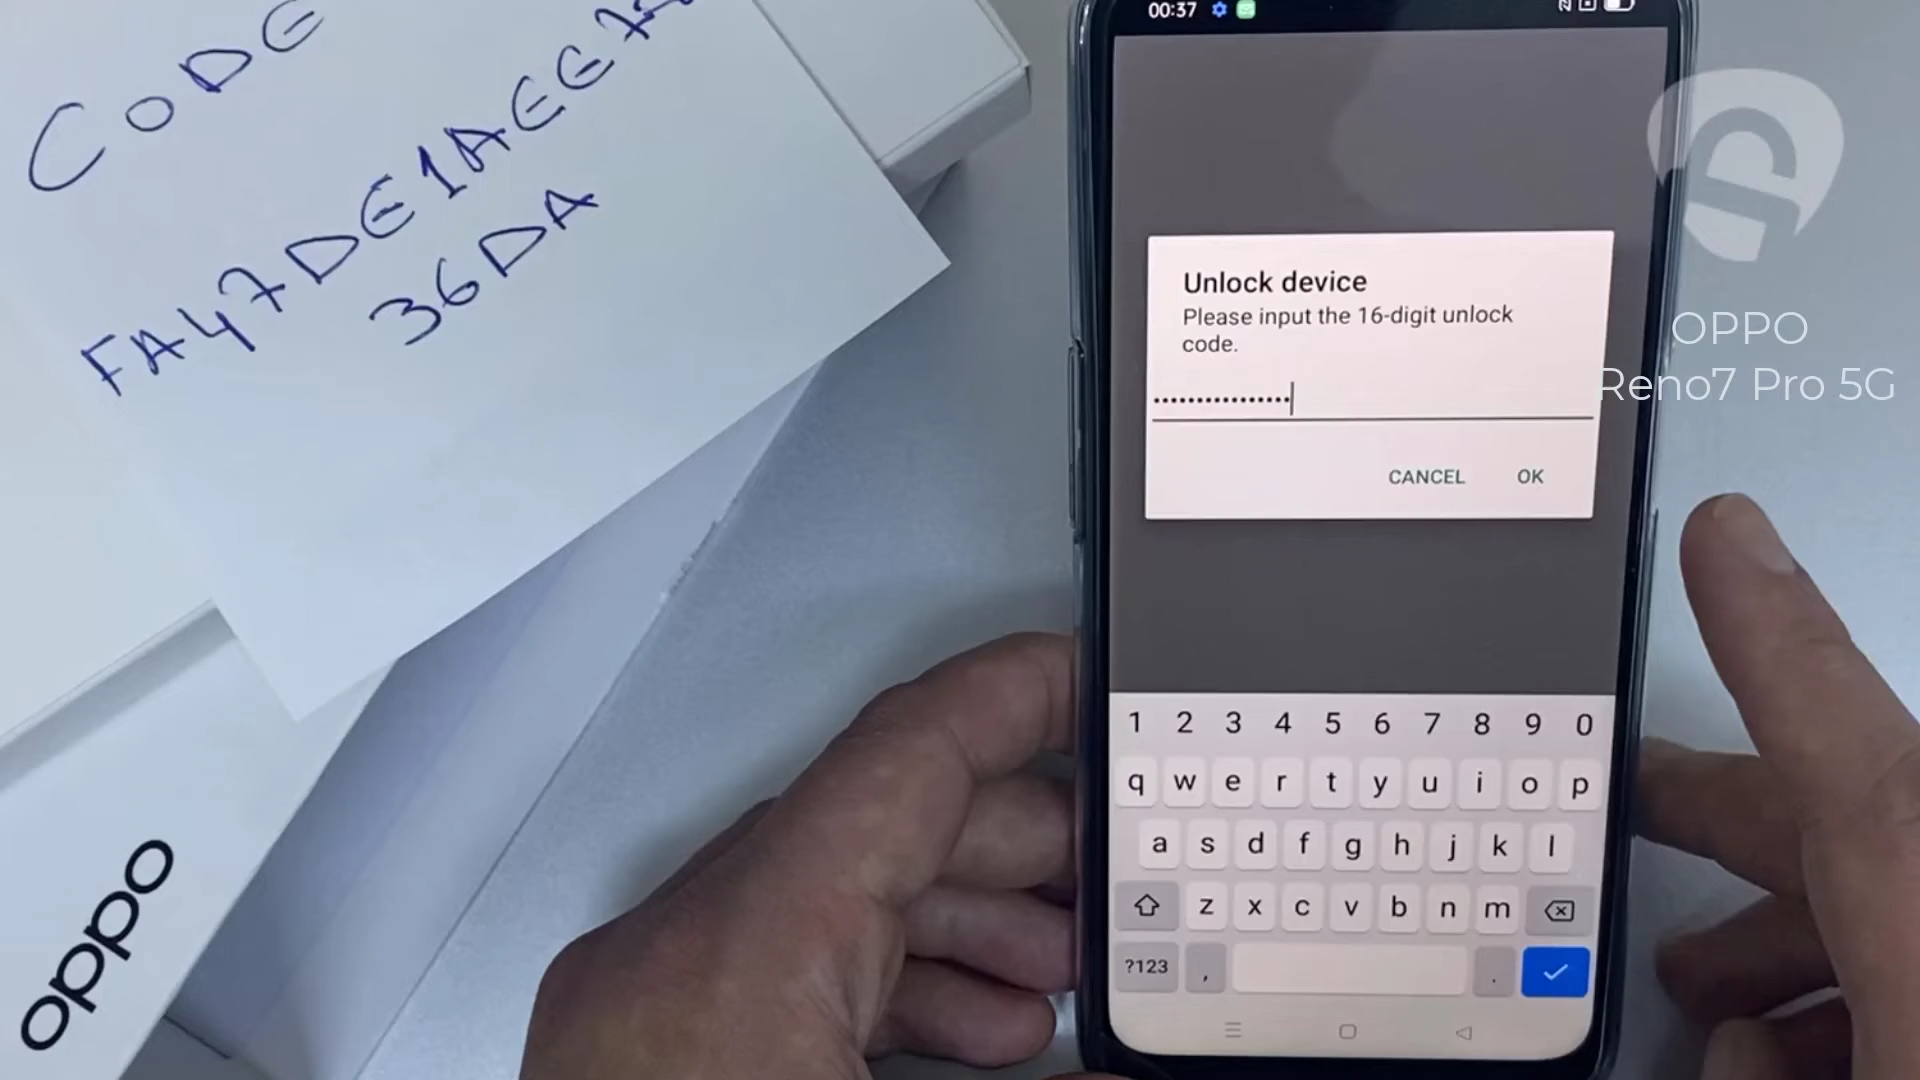 CODE
FA47DE1AEE7
36DA
oppo
00:37
Unlock device
Please input the 16-digit unlock
code.
••••••••••••••••
CANCEL OK
1 2 3 4 5 6 7 8 9 0
q w e r t y u i o p
a s d f g h j k l
z x c v b n m
?123 , .
OPPO
Reno7 Pro 5G